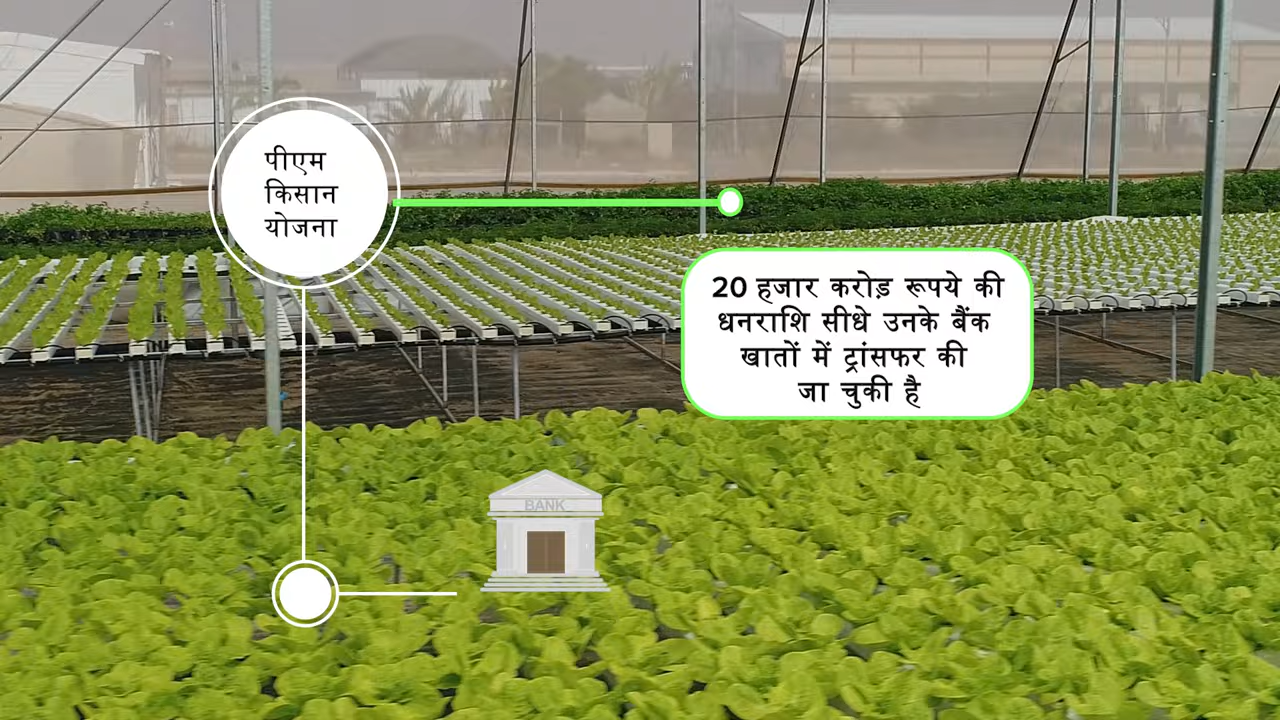 पीएम
किसान
योजना
20 हजार करोड़ रूपये की
धनराशि सीधे उनके बैंक
खातों में ट्रांसफर की
जा चुकी है
BANK